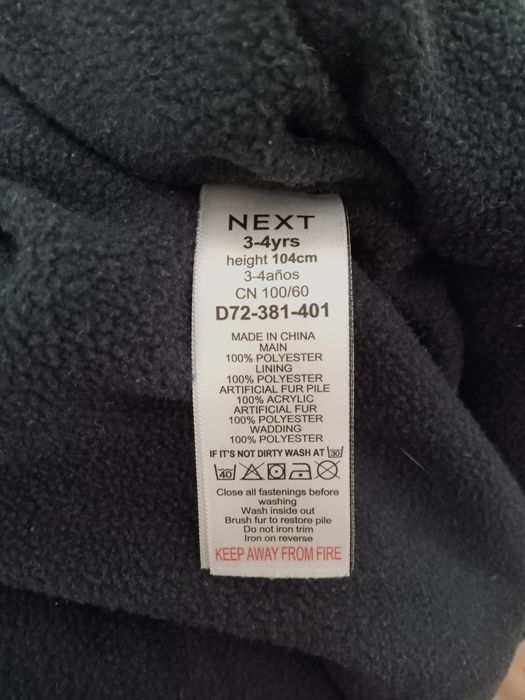 NEXT
3-4yrs
height 104cm
3-4años
CN 100/60
D72-381-401
MADE IN CHINA
MAIN
100% POLYESTER
LINING
100% POLYESTER
ARTIFICIAL FUR PILE
100% ACRYLIC
ARTIFICIAL FUR
100% POLYESTER
WADDING
100% POLYESTER
IF IT'S NOT DIRTY WASH AT 30
40
Close all fastenings before
washing
Wash inside out
Brush fur to restore pile
Do not iron trim
Iron on reverse
KEEP AWAY FROM FIRE